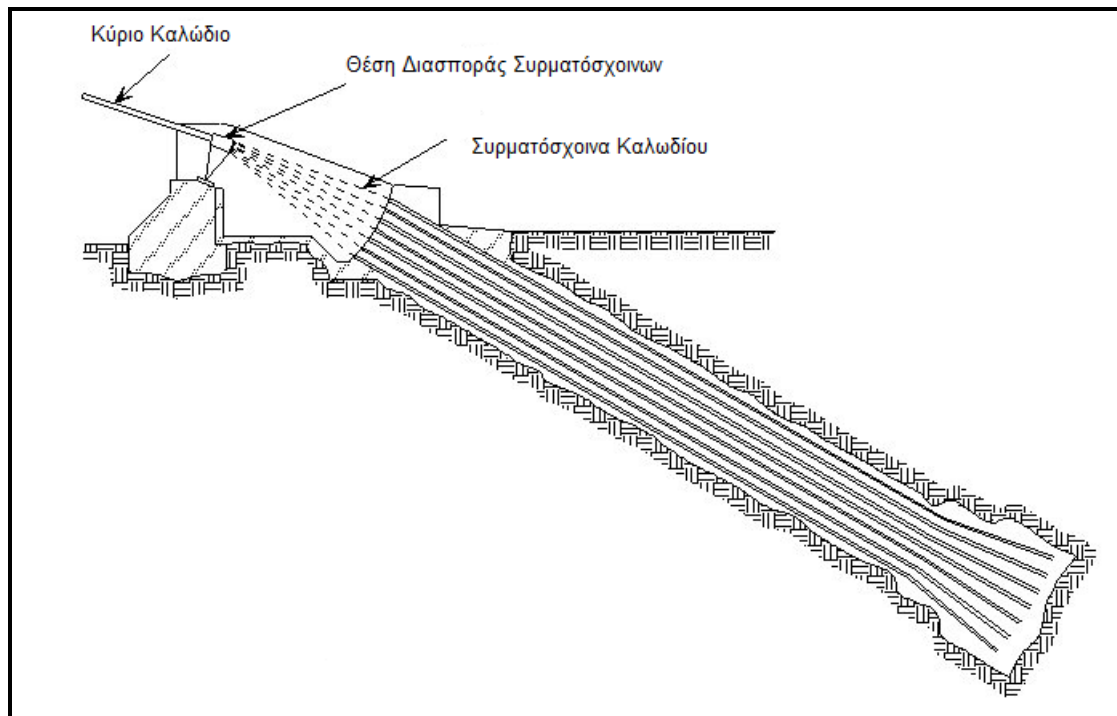 Κύριο Καλώδιο
Θέση Διασποράς Συρματόσχοινων
Συρματόσχοινα Καλωδίου